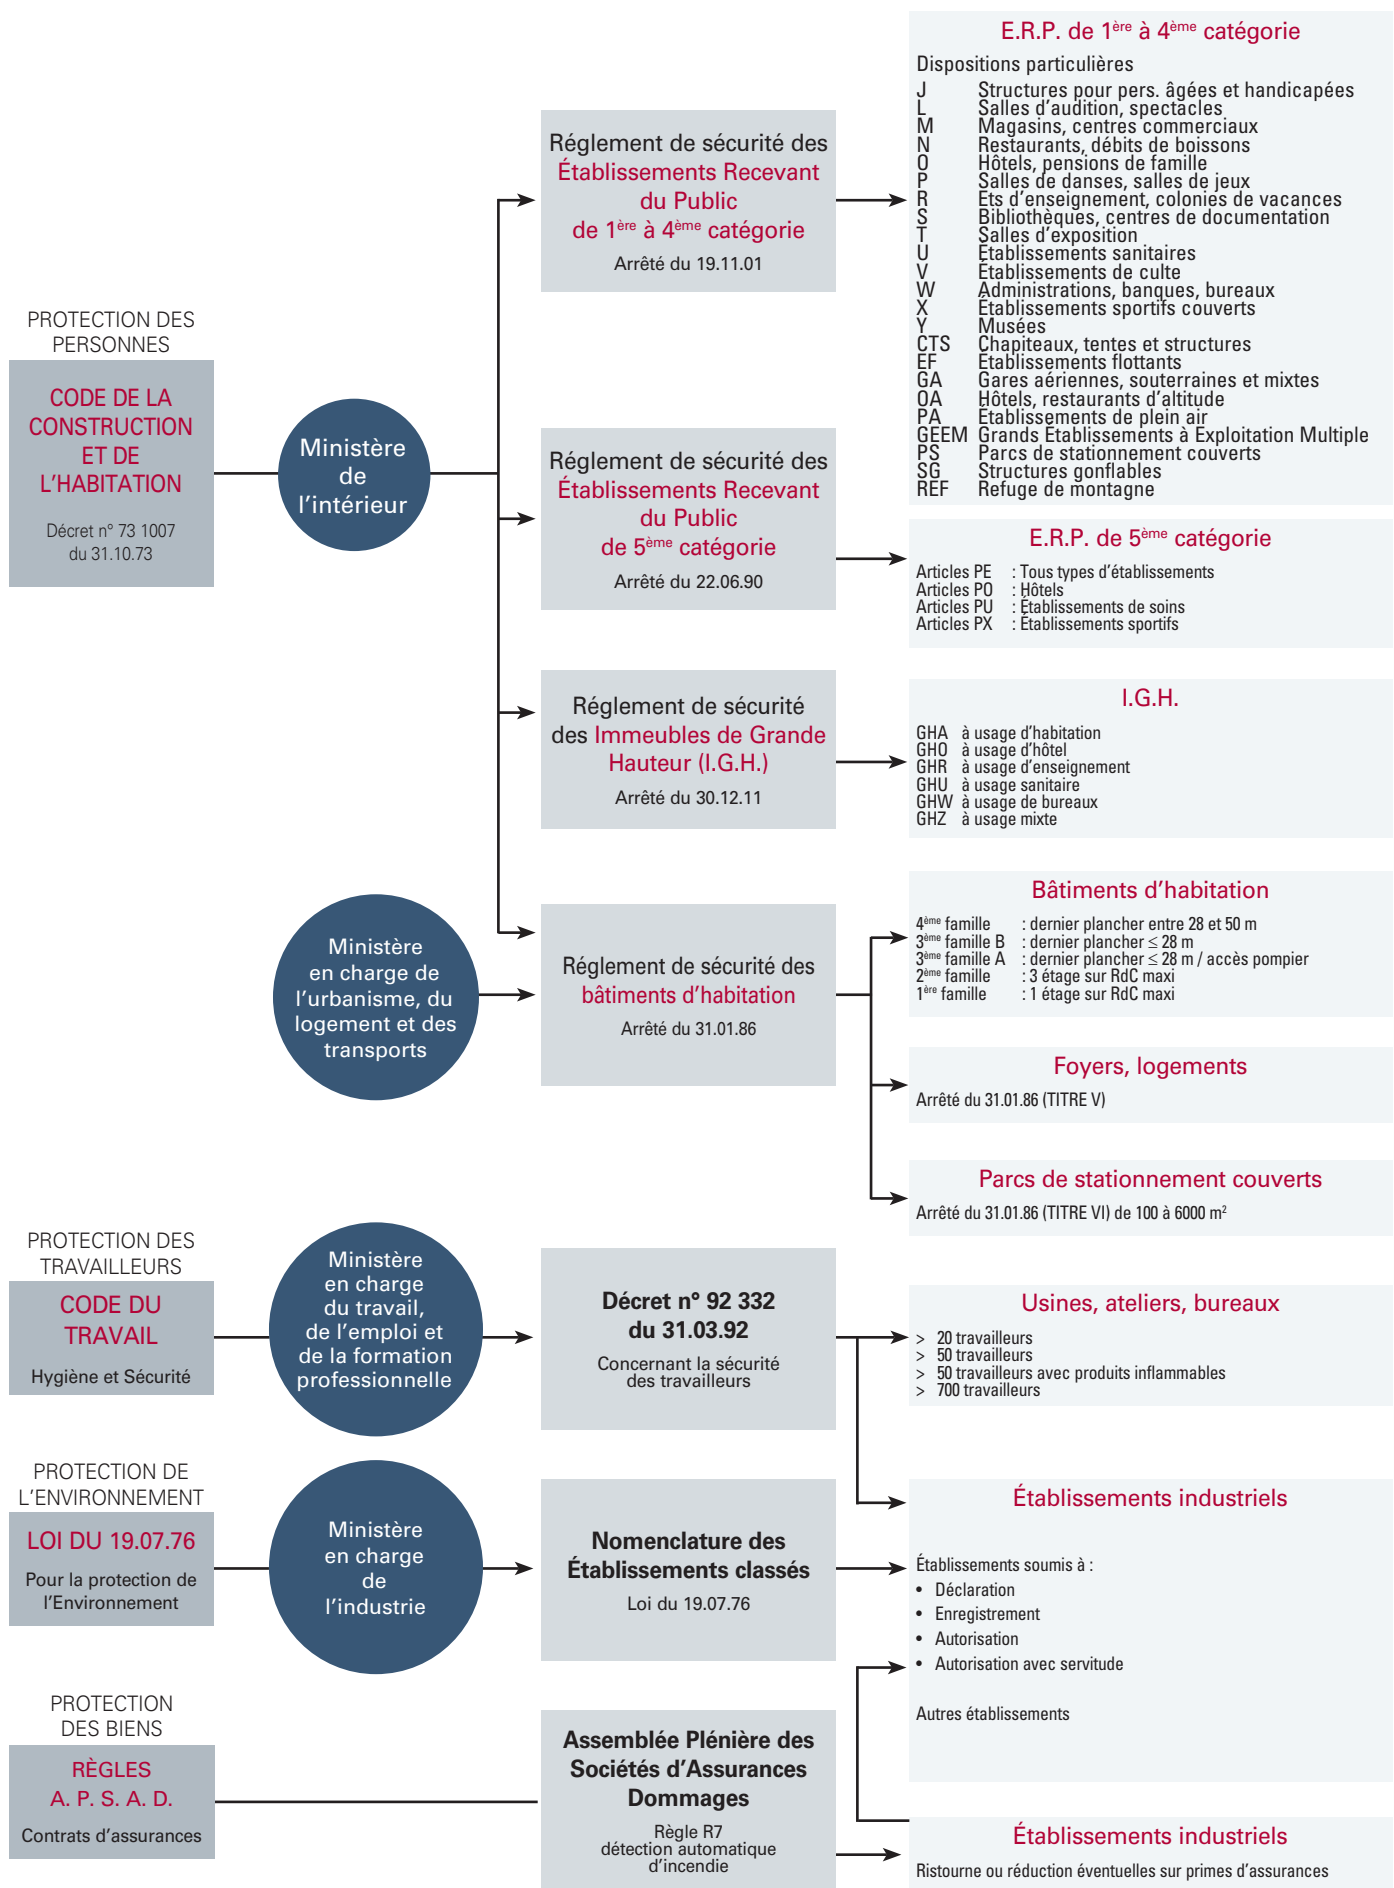 PROTECTION DES
PERSONNES
CODE DE LA
CONSTRUCTION
ET DE
L'HABITATION
Décret n° 73 1007
du 31.10.73
Ministère
de
l'intérieur
Réglement de sécurité des
Établissements Recevant
du Public
de 1ère à 4ème catégorie
Arrêté du 19.11.01
E.R.P. de 1ère à 4ème catégorie
Dispositions particulières
J Structures pour pers. âgées et handicapées
L Salles d'audition, spectacles
M Magasins, centres commerciaux
N Restaurants, débits de boissons
O Hôtels, pensions de famille
P Salles de danses, salles de jeux
R Ets d'enseignement, colonies de vacances
S Bibliothèques, centres de documentation
T Salles d'exposition
U Établissements sanitaires
V Établissements de culte
W Administrations, banques, bureaux
X Établissements sportifs couverts
Y Musées
CTS Chapiteaux, tentes et structures
EF Établissements flottants
GA Gares aériennes, souterraines et mixtes
OA Hôtels, restaurants d'altitude
PA Établissements de plein air
GEEM Grands Établissements à Exploitation Multiple
PS Parcs de stationnement couverts
SG Structures gonflables
REF Refuge de montagne
Réglement de sécurité des
Établissements Recevant
du Public
de 5ème catégorie
Arrêté du 22.06.90
E.R.P. de 5ème catégorie
Articles PE : Tous types d'établissements
Articles PO : Hôtels
Articles PU : Établissements de soins
Articles PX : Établissements sportifs
Réglement de sécurité
des Immeubles de Grande
Hauteur (I.G.H.)
Arrêté du 30.12.11
I.G.H.
GHA à usage d'habitation
GHO à usage d'hôtel
GHR à usage d'enseignement
GHU à usage sanitaire
GHW à usage de bureaux
GHZ à usage mixte
Ministère
en charge de
l'urbanisme, du
logement et des
transports
Réglement de sécurité des
bâtiments d'habitation
Arrêté du 31.01.86
Bâtiments d'habitation
4ème famille : dernier plancher entre 28 et 50 m
3ème famille B : dernier plancher ≤ 28 m
3ème famille A : dernier plancher ≤ 28 m / accès pompier
2ème famille : 3 étage sur RdC maxi
1ère famille : 1 étage sur RdC maxi
Foyers, logements
Arrêté du 31.01.86 (TITRE V)
Parcs de stationnement couverts
Arrêté du 31.01.86 (TITRE VI) de 100 à 6000 m²
PROTECTION DES
TRAVAILLEURS
CODE DU
TRAVAIL
Hygiène et Sécurité
Ministère
en charge
du travail,
de l'emploi et
de la formation
professionnelle
Décret n° 92 332
du 31.03.92
Concernant la sécurité
des travailleurs
Usines, ateliers, bureaux
> 20 travailleurs
> 50 travailleurs
> 50 travailleurs avec produits inflammables
> 700 travailleurs
PROTECTION DE
L'ENVIRONNEMENT
LOI DU 19.07.76
Pour la protection de
l'Environnement
Ministère
en charge
de
l'industrie
Nomenclature des
Établissements classés
Loi du 19.07.76
Établissements industriels
Établissements soumis à :
• Déclaration
• Enregistrement
• Autorisation
• Autorisation avec servitude
Autres établissements
PROTECTION
DES BIENS
RÈGLES
A. P. S. A. D.
Contrats d'assurances
Assemblée Plénière des
Sociétés d'Assurances
Dommages
Règle R7
détection automatique
d'incendie
Établissements industriels
Ristourne ou réduction éventuelles sur primes d'assurances